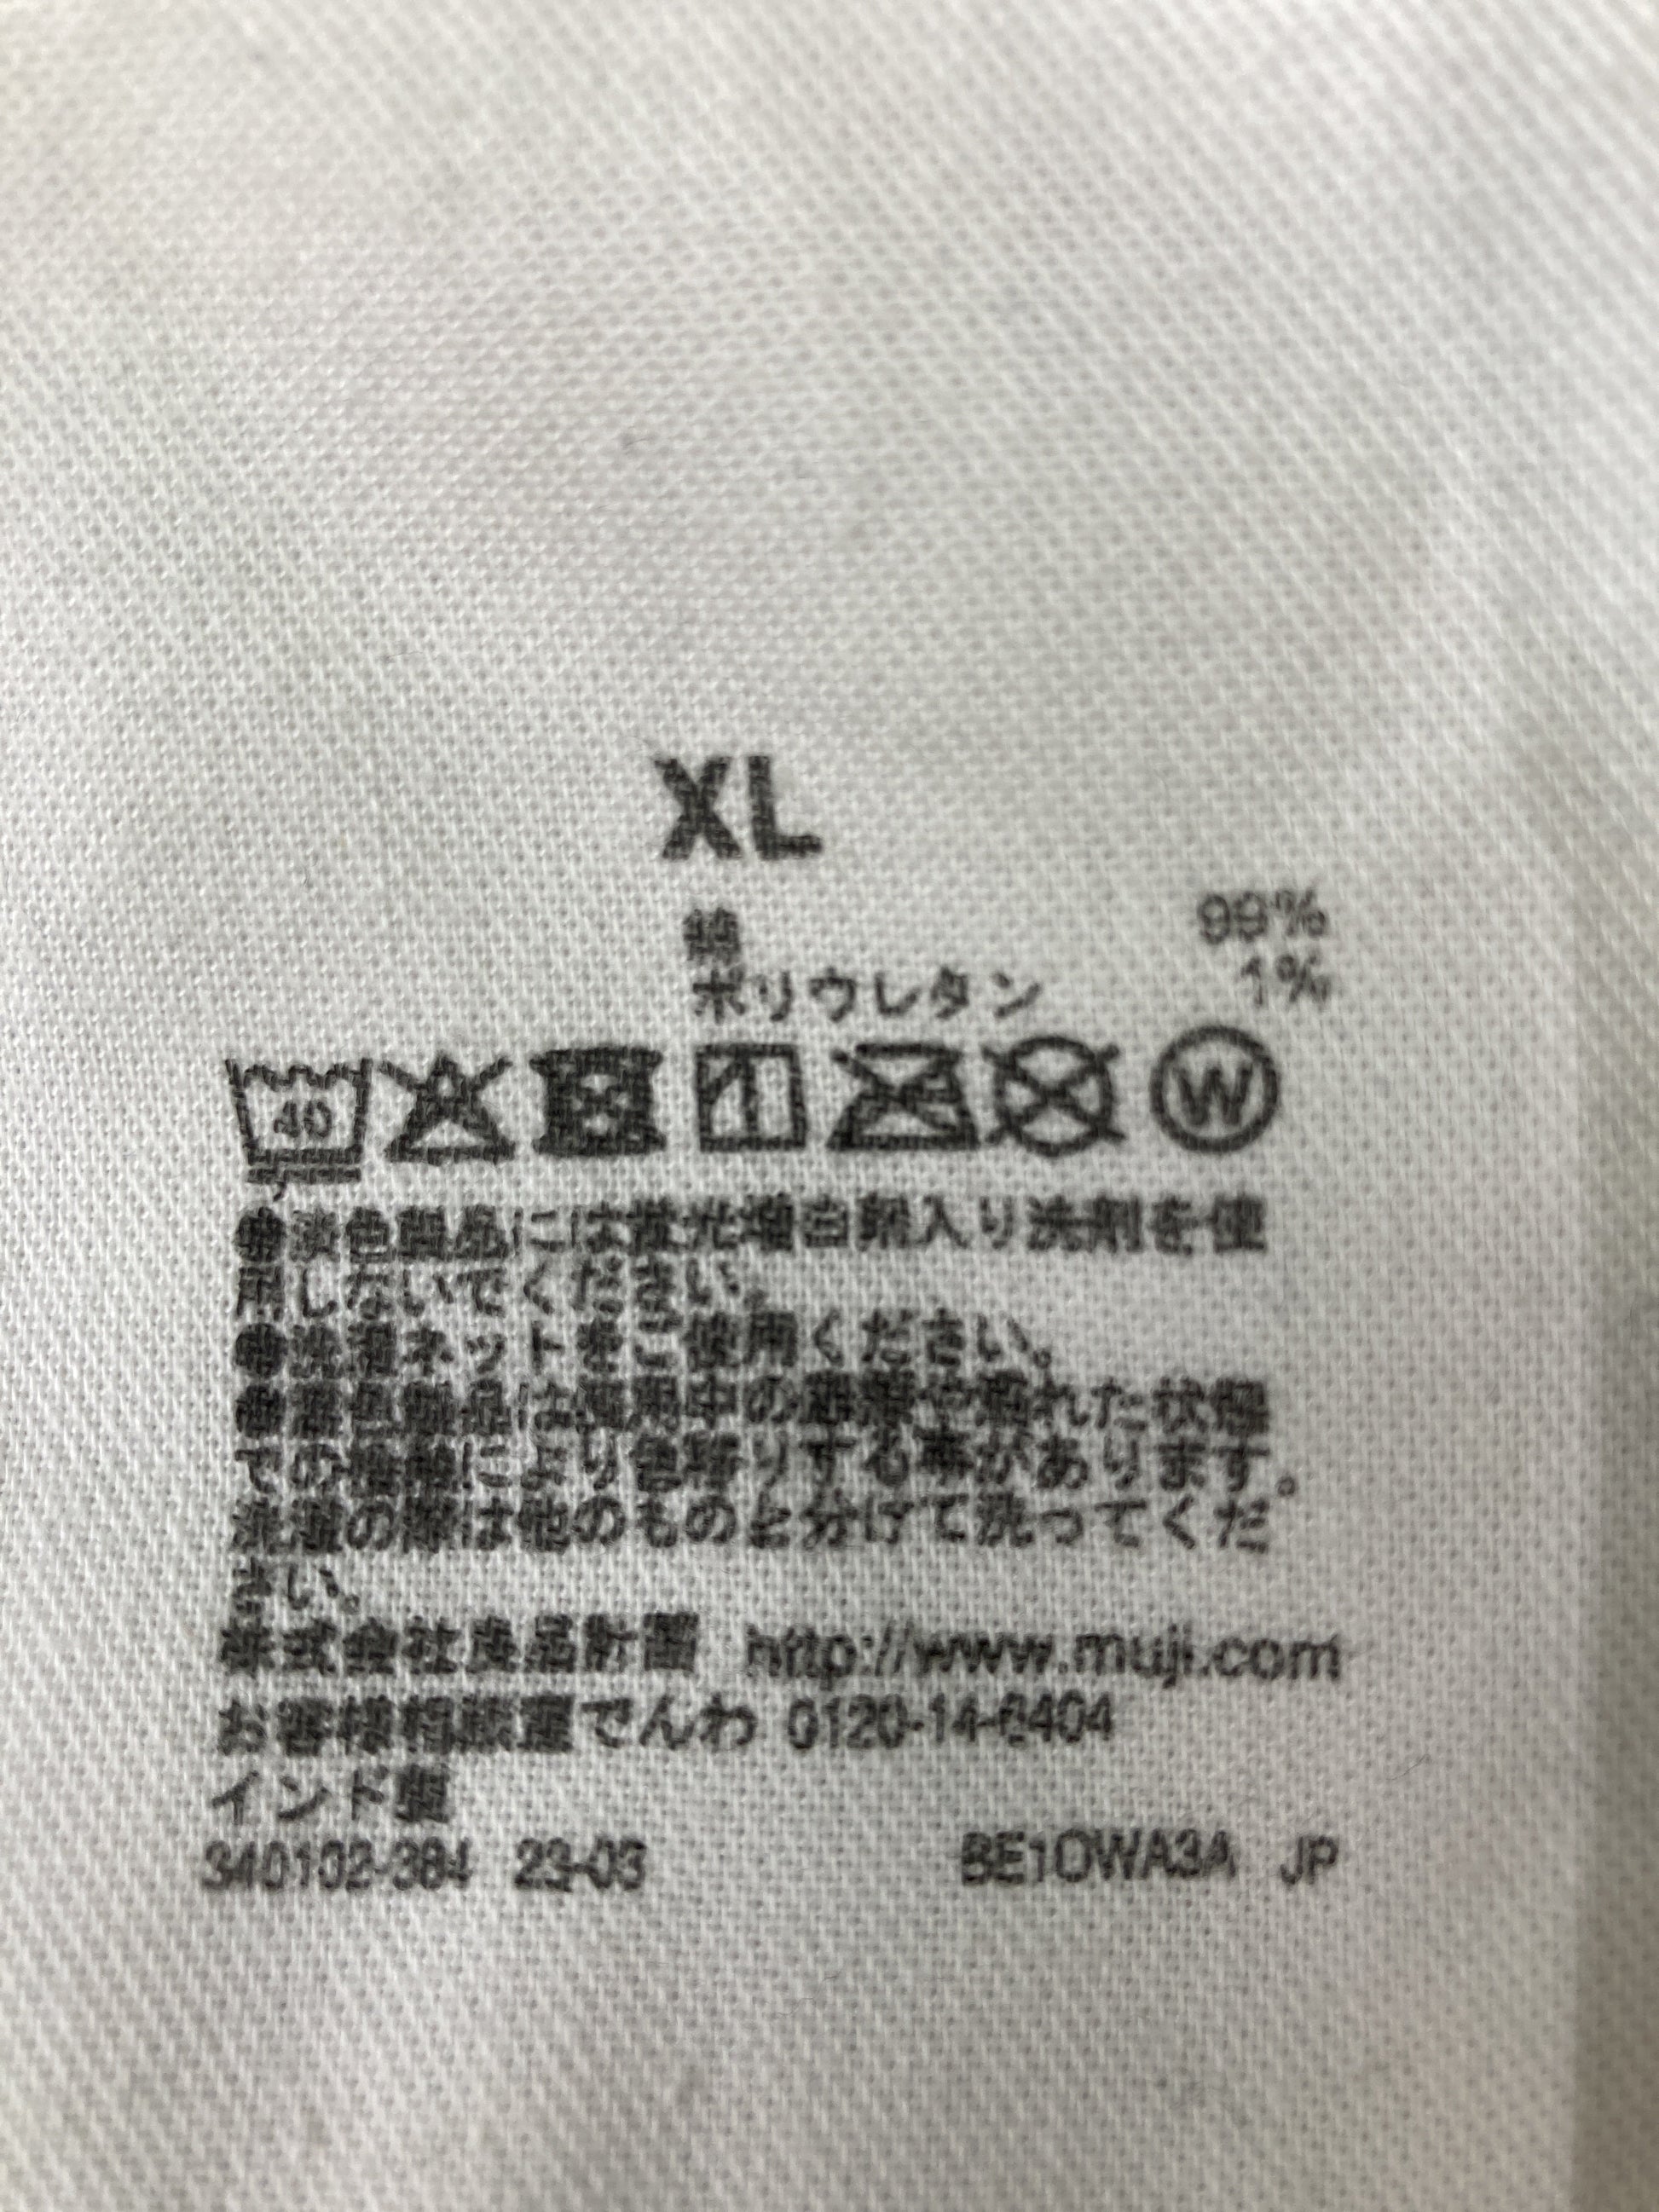 XL
綿 99%
ポリウレタン 1%
40 W
●淡色製品には蛍光増白剤入り洗剤を使
用しないでください。
●洗濯ネットをご使用ください。
●濃色製品は着用中の摩擦や濡れた状態
での接触により色移りする事があります。
洗濯の際は他のものと分けて洗ってくだ
さい。
株式会社良品計画 http://www.muji.com
お客様相談室でんわ 0120-14-6404
インド製
340102-384 23-03 BE1OWA3A JP